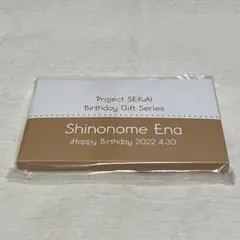 Project SEKAI
Birthday Gift Series
Shinonome Ena
Happy Birthday 2022.4.30